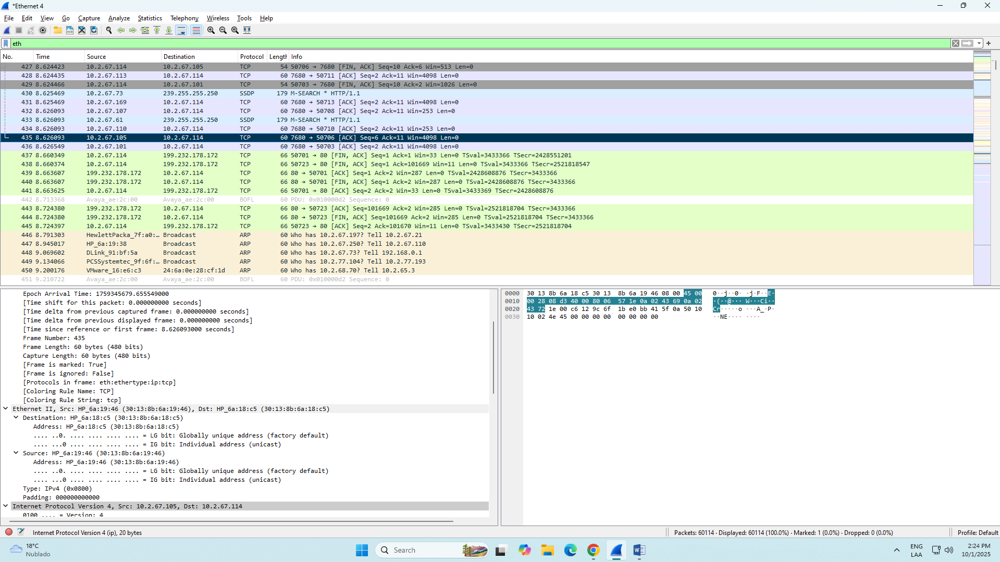 *Ethernet 4
File Edit View Go Capture Analyze Statistics Telephony Wireless Tools Help
eth
No. Time Source Destination Protocol Length Info
427 8.624423 10.2.67.114 10.2.67.105 TCP 54 50706 → 7680 [FIN, ACK] Seq=10 Ack=6 Win=513 Len=0
428 8.624435 10.2.67.113 10.2.67.114 TCP 60 7680 → 50711 [ACK] Seq=2 Ack=11 Win=4098 Len=0
429 8.624466 10.2.67.114 10.2.67.101 TCP 54 50703 → 7680 [FIN, ACK] Seq=10 Ack=2 Win=1026 Len=0
430 8.625469 10.2.67.73 239.255.255.250 SSDP 179 M-SEARCH * HTTP/1.1
431 8.625469 10.2.67.169 10.2.67.114 TCP 60 7680 → 50713 [ACK] Seq=2 Ack=11 Win=4098 Len=0
432 8.626093 10.2.67.107 10.2.67.114 TCP 60 7680 → 50708 [ACK] Seq=2 Ack=11 Win=253 Len=0
433 8.626093 10.2.67.61 239.255.255.250 SSDP 179 M-SEARCH * HTTP/1.1
434 8.626093 10.2.67.110 10.2.67.114 TCP 60 7680 → 50710 [ACK] Seq=2 Ack=11 Win=253 Len=0
435 8.626093 10.2.67.105 10.2.67.114 TCP 60 7680 → 50706 [ACK] Seq=6 Ack=11 Win=4098 Len=0
436 8.626549 10.2.67.101 10.2.67.114 TCP 60 7680 → 50703 [ACK] Seq=2 Ack=11 Win=4098 Len=0
437 8.660349 10.2.67.114 199.232.178.172 TCP 66 50701 → 80 [FIN, ACK] Seq=1 Ack=1 Win=33 Len=0 TSval=3433366 TSecr=2428551201
438 8.660374 10.2.67.114 199.232.178.172 TCP 66 50723 → 80 [FIN, ACK] Seq=1 Ack=101669 Win=11 Len=0 TSval=3433366 TSecr=2521818547
439 8.663607 199.232.178.172 10.2.67.114 TCP 66 80 → 50701 [ACK] Seq=1 Ack=2 Win=287 Len=0 TSval=2428608876 TSecr=3433366
440 8.663607 199.232.178.172 10.2.67.114 TCP 66 80 → 50701 [FIN, ACK] Seq=1 Ack=2 Win=287 Len=0 TSval=2428608876 TSecr=3433366
441 8.663625 10.2.67.114 199.232.178.172 TCP 66 50701 → 80 [ACK] Seq=2 Ack=2 Win=33 Len=0 TSval=3433369 TSecr=2428608876
442 8.713368 Avaya_ae:2c:00 Avaya_ae:2c:00 BOFL 60 PDU: 0x010000d2 Sequence: 0
443 8.724380 199.232.178.172 10.2.67.114 TCP 66 80 → 50723 [ACK] Seq=101669 Ack=2 Win=285 Len=0 TSval=2521818704 TSecr=3433366
444 8.724380 199.232.178.172 10.2.67.114 TCP 66 80 → 50723 [FIN, ACK] Seq=101669 Ack=2 Win=285 Len=0 TSval=2521818704 TSecr=3433366
445 8.724397 10.2.67.114 199.232.178.172 TCP 66 50723 → 80 [ACK] Seq=2 Ack=101670 Win=11 Len=0 TSval=3433430 TSecr=2521818704
446 8.791303 HewlettPacka_7f:a0:… Broadcast ARP 60 Who has 10.2.67.197? Tell 10.2.67.21
447 8.945017 HP_6a:19:38 Broadcast ARP 60 Who has 10.2.67.250? Tell 10.2.67.110
448 9.069602 DLink_91:bf:5a Broadcast ARP 60 Who has 10.2.67.73? Tell 192.168.0.1
449 9.134066 PCSSystemtec_9f:6f:… Broadcast ARP 60 Who has 10.2.77.104? Tell 10.2.77.193
450 9.200176 VMware_16:e6:c3 24:6a:0e:28:cf:1d ARP 60 Who has 10.2.68.70? Tell 10.2.65.3
451 9.210722 Avaya_ae:2c:00 Avaya_ae:2c:00 BOFL 60 PDU: 0x010000d2 Sequence: 0
Epoch Arrival Time: 1759345679.655549000
[Time shift for this packet: 0.000000000 seconds]
[Time delta from previous captured frame: 0.000000000 seconds]
[Time delta from previous displayed frame: 0.000000000 seconds]
[Time since reference or first frame: 8.626093000 seconds]
Frame Number: 435
Frame Length: 60 bytes (480 bits)
Capture Length: 60 bytes (480 bits)
[Frame is marked: True]
[Frame is ignored: False]
[Protocols in frame: eth:ethertype:ip:tcp]
[Coloring Rule Name: TCP]
[Coloring Rule String: tcp]
Ethernet II, Src: HP_6a:19:46 (30:13:8b:6a:19:46), Dst: HP_6a:18:c5 (30:13:8b:6a:18:c5)
Destination: HP_6a:18:c5 (30:13:8b:6a:18:c5)
Address: HP_6a:18:c5 (30:13:8b:6a:18:c5)
.... ..0. .... .... .... .... = LG bit: Globally unique address (factory default)
.... ...0 .... .... .... .... = IG bit: Individual address (unicast)
Source: HP_6a:19:46 (30:13:8b:6a:19:46)
Address: HP_6a:19:46 (30:13:8b:6a:19:46)
.... ..0. .... .... .... .... = LG bit: Globally unique address (factory default)
.... ...0 .... .... .... .... = IG bit: Individual address (unicast)
Type: IPv4 (0x0800)
Padding: 000000000000
Internet Protocol Version 4, Src: 10.2.67.105, Dst: 10.2.67.114
0100 .... = Version: 4
0000 30 13 8b 6a 18 c5 30 13 8b 6a 19 46 08 00 45 00 0··j··0· ·j·F··E·
0010 00 28 08 d3 40 00 80 06 57 1e 0a 02 43 69 0a 02 ·(··@··· W···Ci··
0020 43 72 1e 00 c6 12 9c 6f 1b e0 bb 41 5f 0a 50 10 Cr·····o ···A_·P·
0030 10 02 4e 45 00 00 00 00 00 00 00 00 ··NE···· ····
Internet Protocol Version 4 (ip), 20 bytes
Packets: 60114 · Displayed: 60114 (100.0%) · Marked: 1 (0.0%) · Dropped: 0 (0.0%)
Profile: Default
18°C
Nublado
Search
ENG
LAA
2:24 PM
10/1/2025